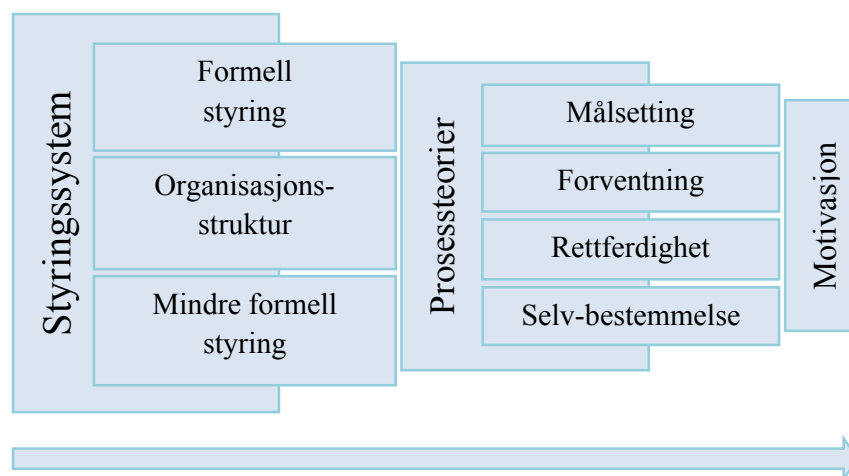 Styringssystem
Formell
styring
Organisasjons-
struktur
Mindre formell
styring
Prosessteorier
Målsetting
Forventning
Rettferdighet
Selv-bestemmelse
Motivasjon